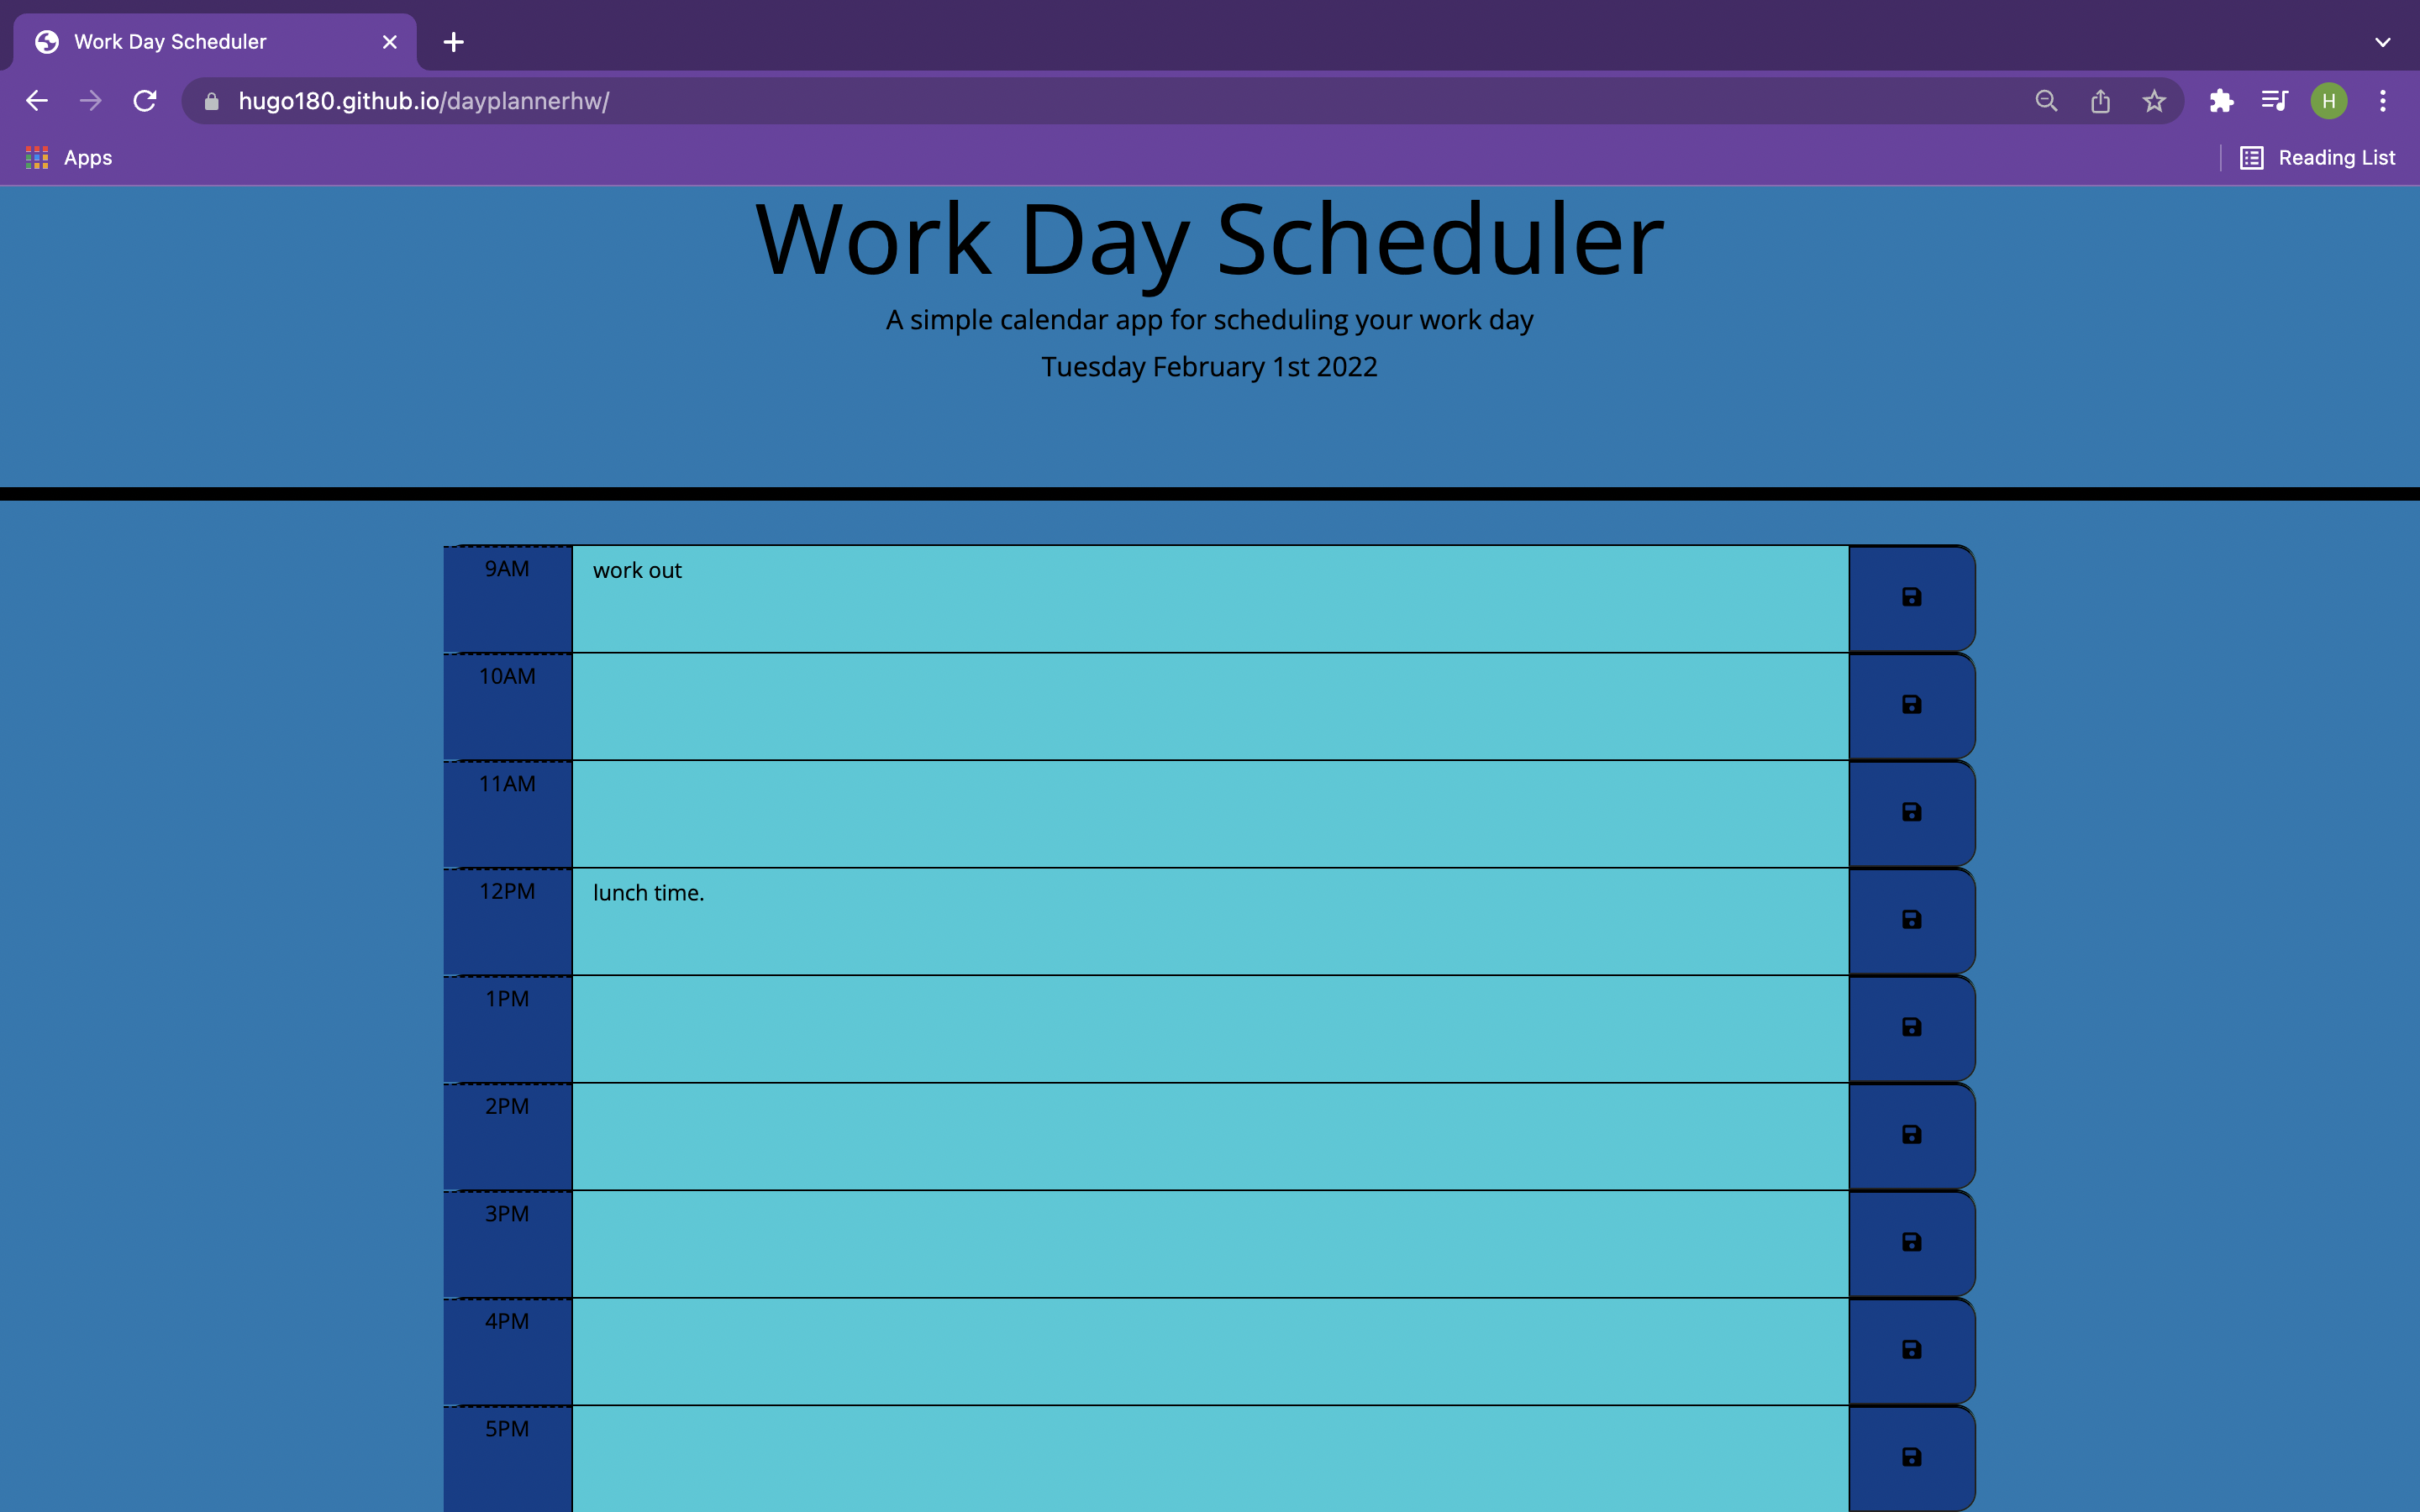 Work Day Scheduler
hugo180.github.io/dayplannerhw/
H
Apps
Reading List
Work Day Scheduler
A simple calendar app for scheduling your work day
Tuesday February 1st 2022
9AM work out
10AM
11AM
12PM lunch time.
1PM
2PM
3PM
4PM
5PM